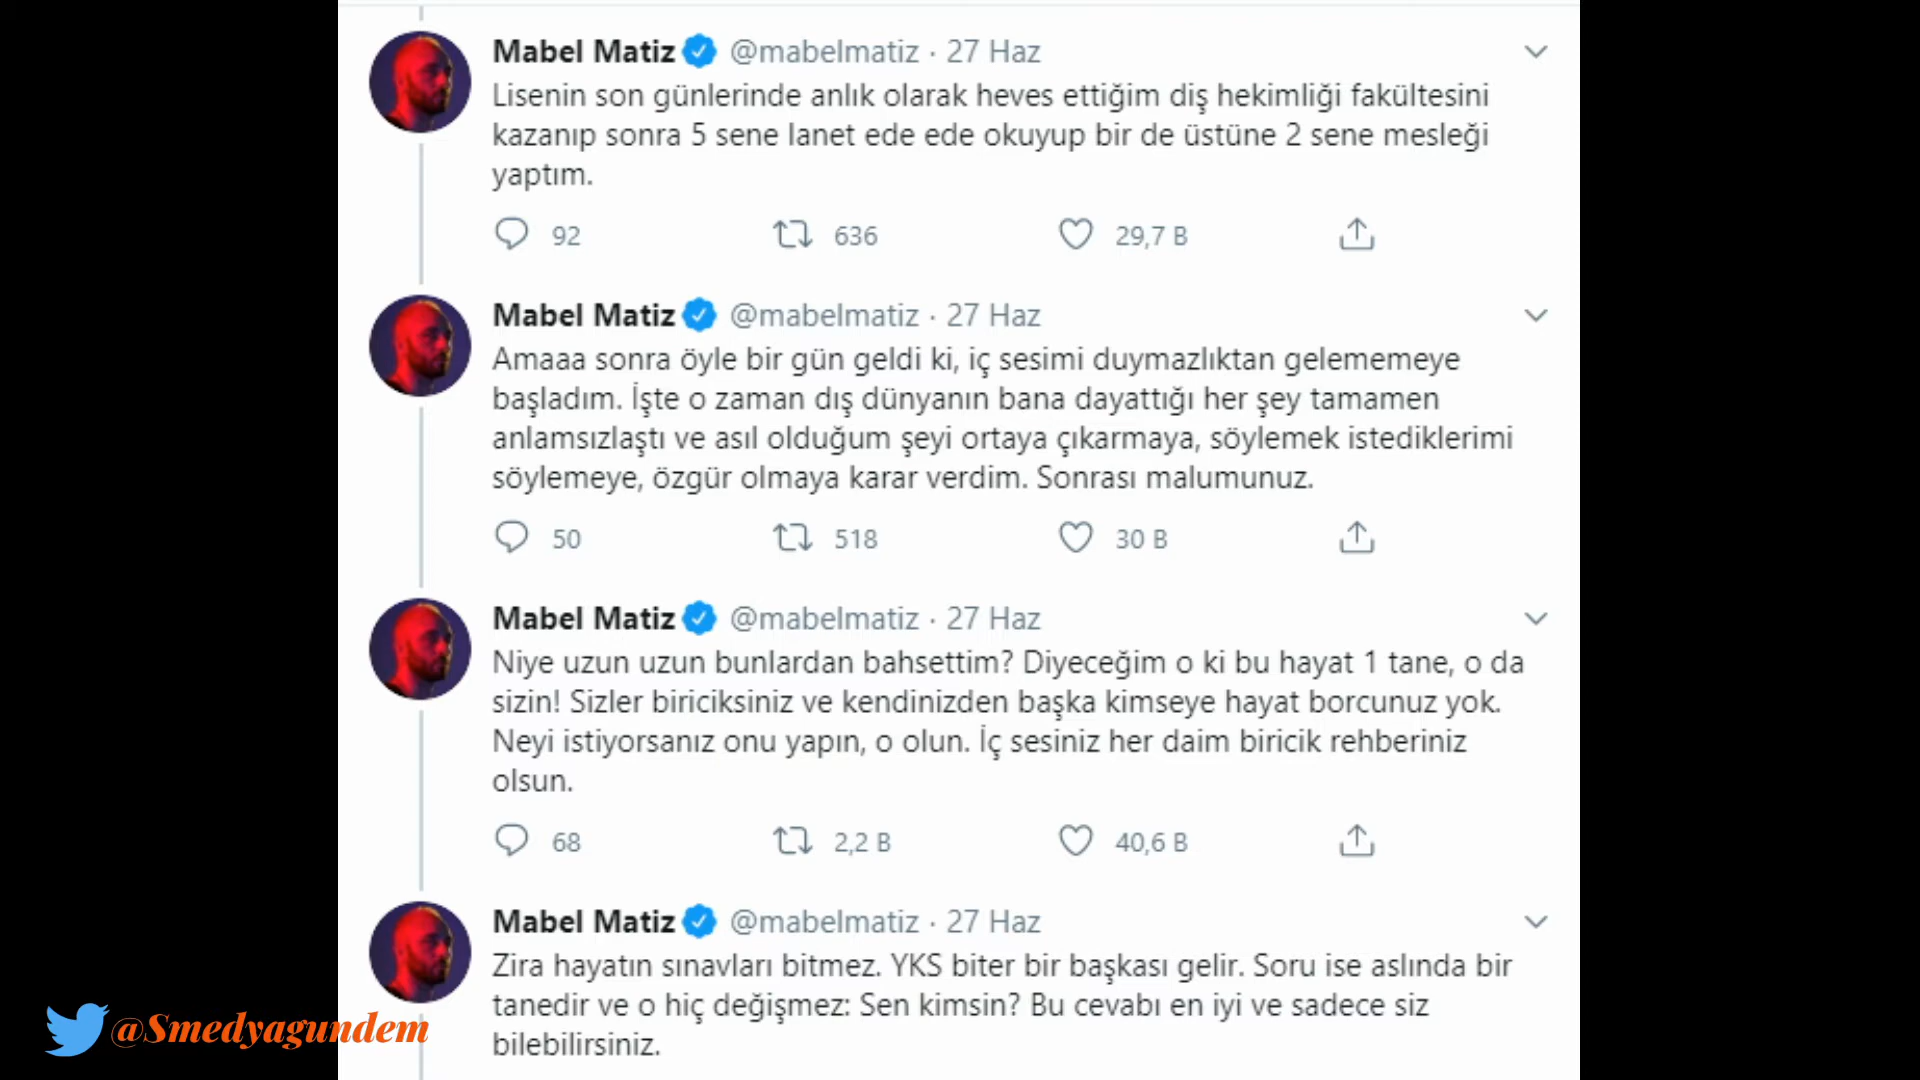 Mabel Matiz @mabelmatiz · 27 Haz
Lisenin son günlerinde anlık olarak heves ettiğim diş hekimliği fakültesini
kazanıp sonra 5 sene lanet ede ede okuyup bir de üstüne 2 sene mesleği
yaptım.
92 636 29,7 B
Mabel Matiz @mabelmatiz · 27 Haz
Amaaa sonra öyle bir gün geldi ki, iç sesimi duymazlıktan gelememeye
başladım. İşte o zaman dış dünyanın bana dayattığı her şey tamamen
anlamsızlaştı ve asıl olduğum şeyi ortaya çıkarmaya, söylemek istediklerimi
söylemeye, özgür olmaya karar verdim. Sonrası malumunuz.
50 518 30 B
Mabel Matiz @mabelmatiz · 27 Haz
Niye uzun uzun bunlardan bahsettim? Diyeceğim o ki bu hayat 1 tane, o da
sizin! Sizler biriciksiniz ve kendinizden başka kimseye hayat borcunuz yok.
Neyi istiyorsanız onu yapın, o olun. İç sesiniz her daim biricik rehberiniz
olsun.
68 2,2 B 40,6 B
Mabel Matiz @mabelmatiz · 27 Haz
Zira hayatın sınavları bitmez. YKS biter bir başkası gelir. Soru ise aslında bir
tanedir ve o hiç değişmez: Sen kimsin? Bu cevabı en iyi ve sadece siz
bilebilirsiniz.
@Smedyagundem